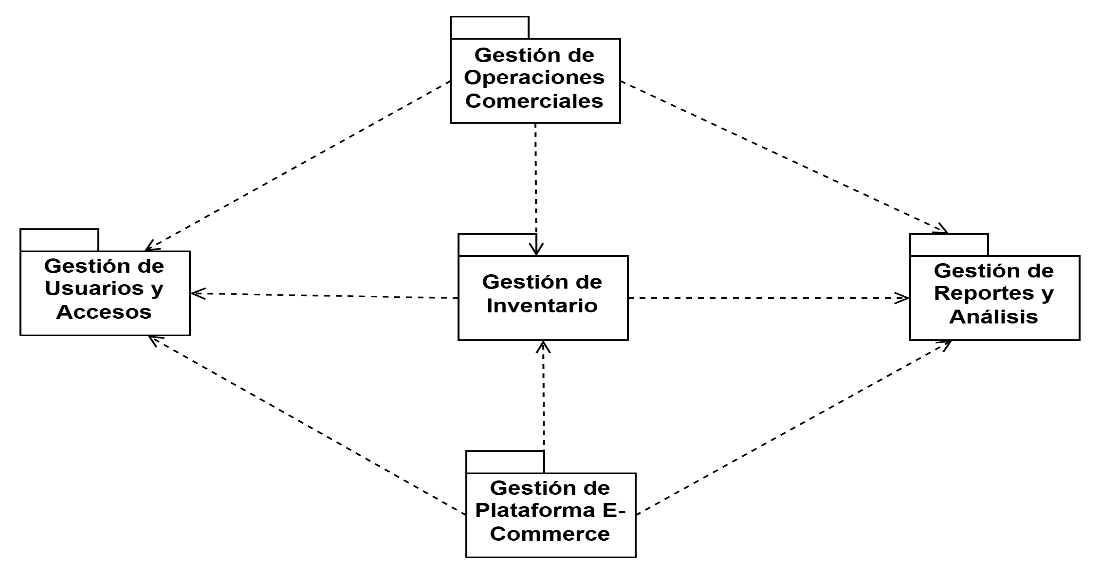 Gestión de
Operaciones
Comerciales
Gestión de
Usuarios y
Accesos
Gestión de
Inventario
Gestión de
Reportes y
Análisis
Gestión de
Plataforma E-
Commerce